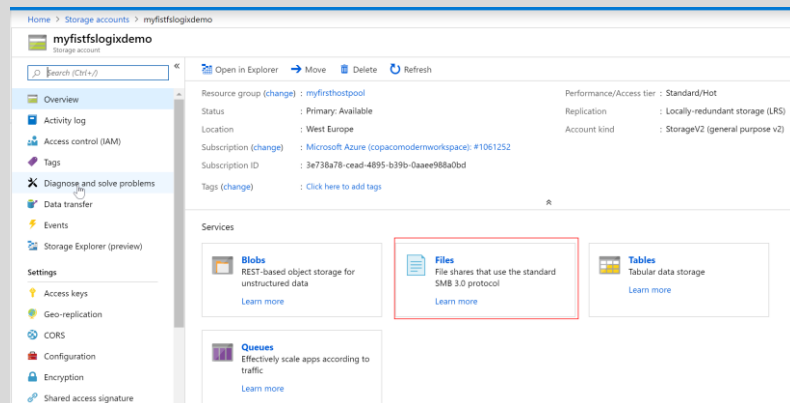 Home > Storage accounts > myfistfslogixdemo
myfistfslogixdemo
Storage account
Search (Ctrl+/)
«
Overview
Activity log
Access control (IAM)
Tags
Diagnose and solve problems
Data transfer
Events
Storage Explorer (preview)
Settings
Access keys
Geo-replication
CORS
Configuration
Encryption
Shared access signature
Open in Explorer Move Delete Refresh
Resource group (change) : myfirsthostpool
Status : Primary: Available
Location : West Europe
Subscription (change) : Microsoft Azure (copacomodernworkspace): #1061252
Subscription ID : 3e738a78-cead-4895-b39b-0aaee988a0bd
Tags (change) : Click here to add tags
Performance/Access tier : Standard/Hot
Replication : Locally-redundant storage (LRS)
Account kind : StorageV2 (general purpose v2)
Services
Blobs
REST-based object storage for
unstructured data
Learn more
Files
File shares that use the standard
SMB 3.0 protocol
Learn more
Tables
Tabular data storage
Learn more
Queues
Effectively scale apps according to
traffic
Learn more